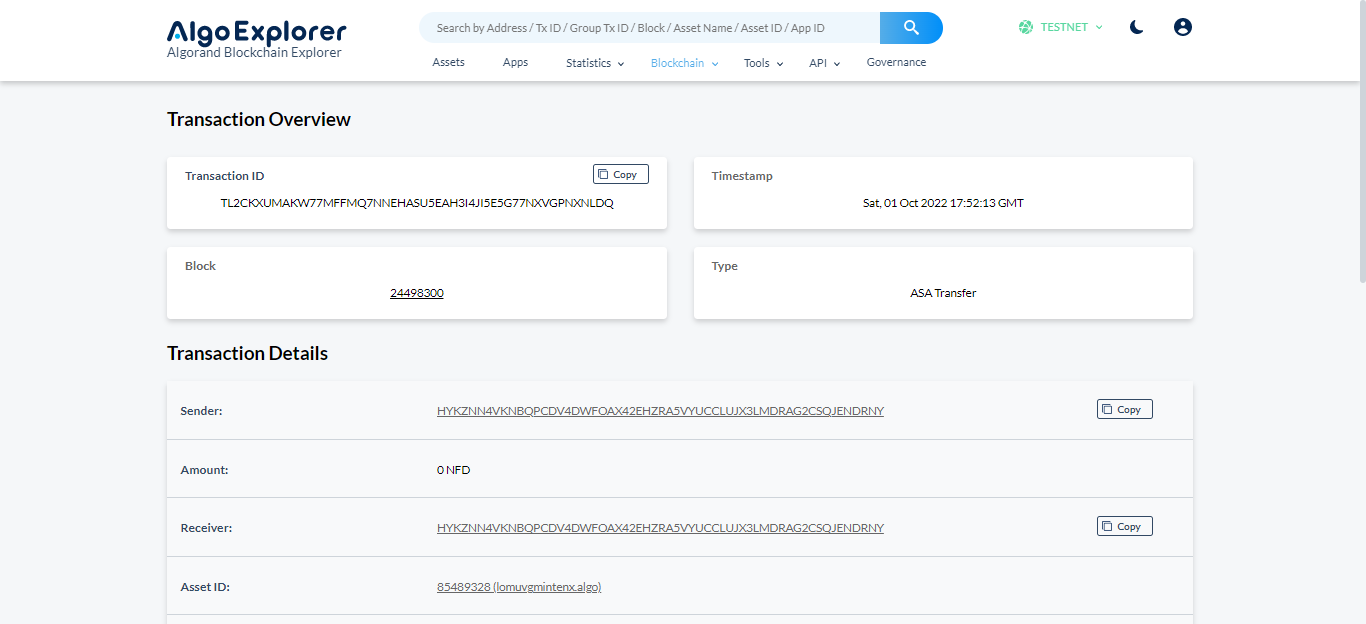 AlgoExplorer
Algorand Blockchain Explorer
Search by Address / Tx ID / Group Tx ID / Block / Asset Name / Asset ID / App ID
TESTNET
Assets Apps Statistics Blockchain Tools API Governance
Transaction Overview
Transaction ID Copy
TL2CKXUMAKW77MFFMQ7NNEHASU5EAH3I4JI5E5G77NXVGPNXNLDQ
Timestamp
Sat, 01 Oct 2022 17:52:13 GMT
Block
24498300
Type
ASA Transfer
Transaction Details
Sender: HYKZNN4VKNBQPCDV4DWFOAX42EHZRA5VYUCCLUJX3LMDRAG2CSQJENDRNY Copy
Amount: 0 NFD
Receiver: HYKZNN4VKNBQPCDV4DWFOAX42EHZRA5VYUCCLUJX3LMDRAG2CSQJENDRNY Copy
Asset ID: 85489328 (lomuvgmintenx.algo)